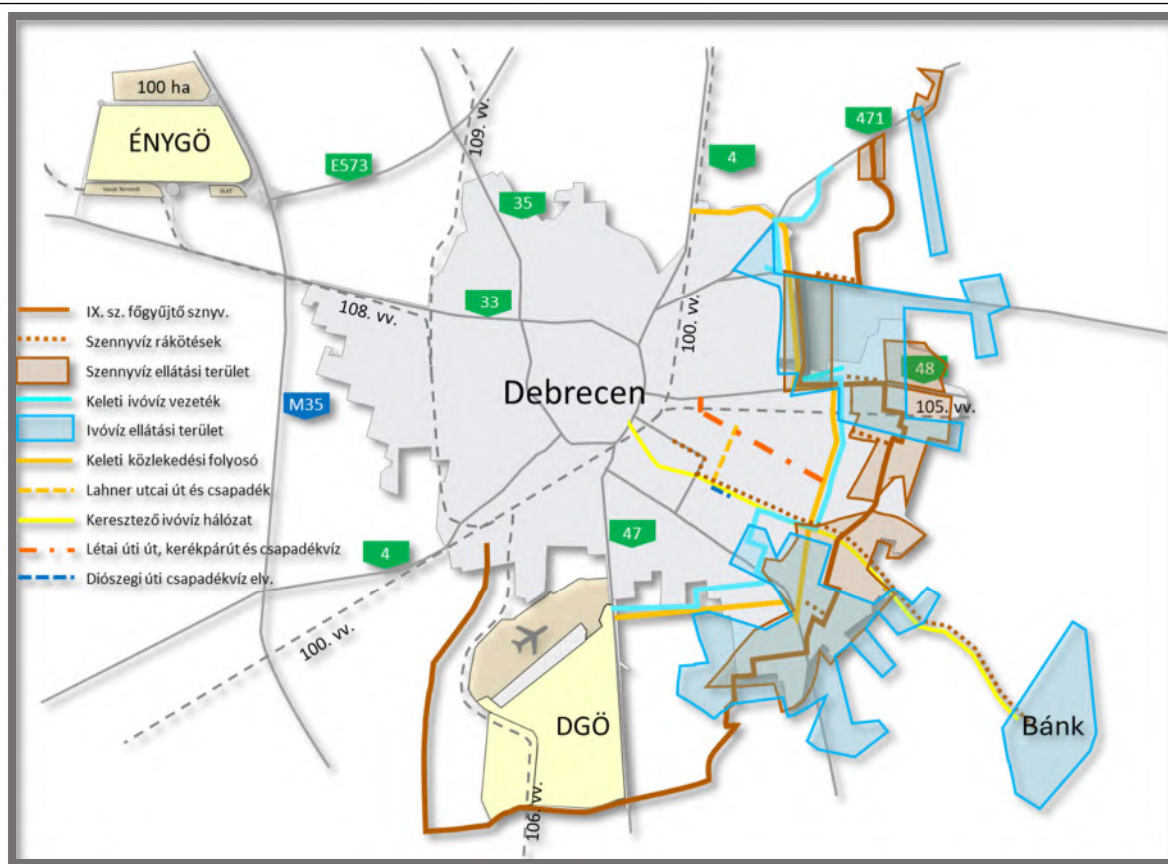 100 ha
ÉNYGÖ
Vasúti Terminál
E573
109. vv.
35
4
471
108. vv.
33
100. vv.
IX. sz. főgyűjtő sznyv.
Szennyvíz rákötések
Szennyvíz ellátási terület
Keleti ivóvíz vezeték
Ivóvíz ellátási terület
Keleti közlekedési folyosó
Lahner utcai út és csapadék
Keresztező ivóvíz hálózat
Létai úti út, kerékpárút és csapadékvíz
Diószegi úti csapadékvíz elv.
M35
Debrecen
48
105. vv.
47
4
100. vv.
DGÖ
106. vv.
Bánk